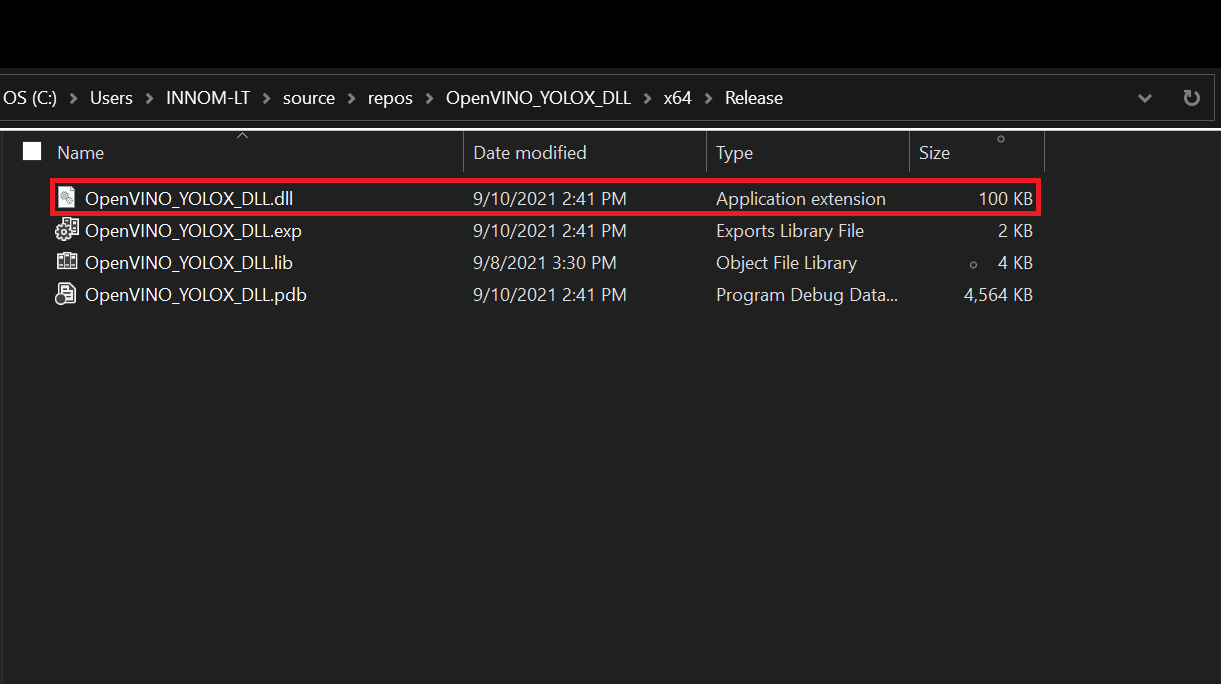 OS (C:) > Users > INNOM-LT > source > repos > OpenVINO_YOLOX_DLL > x64 > Release
Name Date modified Type Size
OpenVINO_YOLOX_DLL.dll 9/10/2021 2:41 PM Application extension 100 KB
OpenVINO_YOLOX_DLL.exp 9/10/2021 2:41 PM Exports Library File 2 KB
OpenVINO_YOLOX_DLL.lib 9/8/2021 3:30 PM Object File Library 4 KB
OpenVINO_YOLOX_DLL.pdb 9/10/2021 2:41 PM Program Debug Data... 4,564 KB